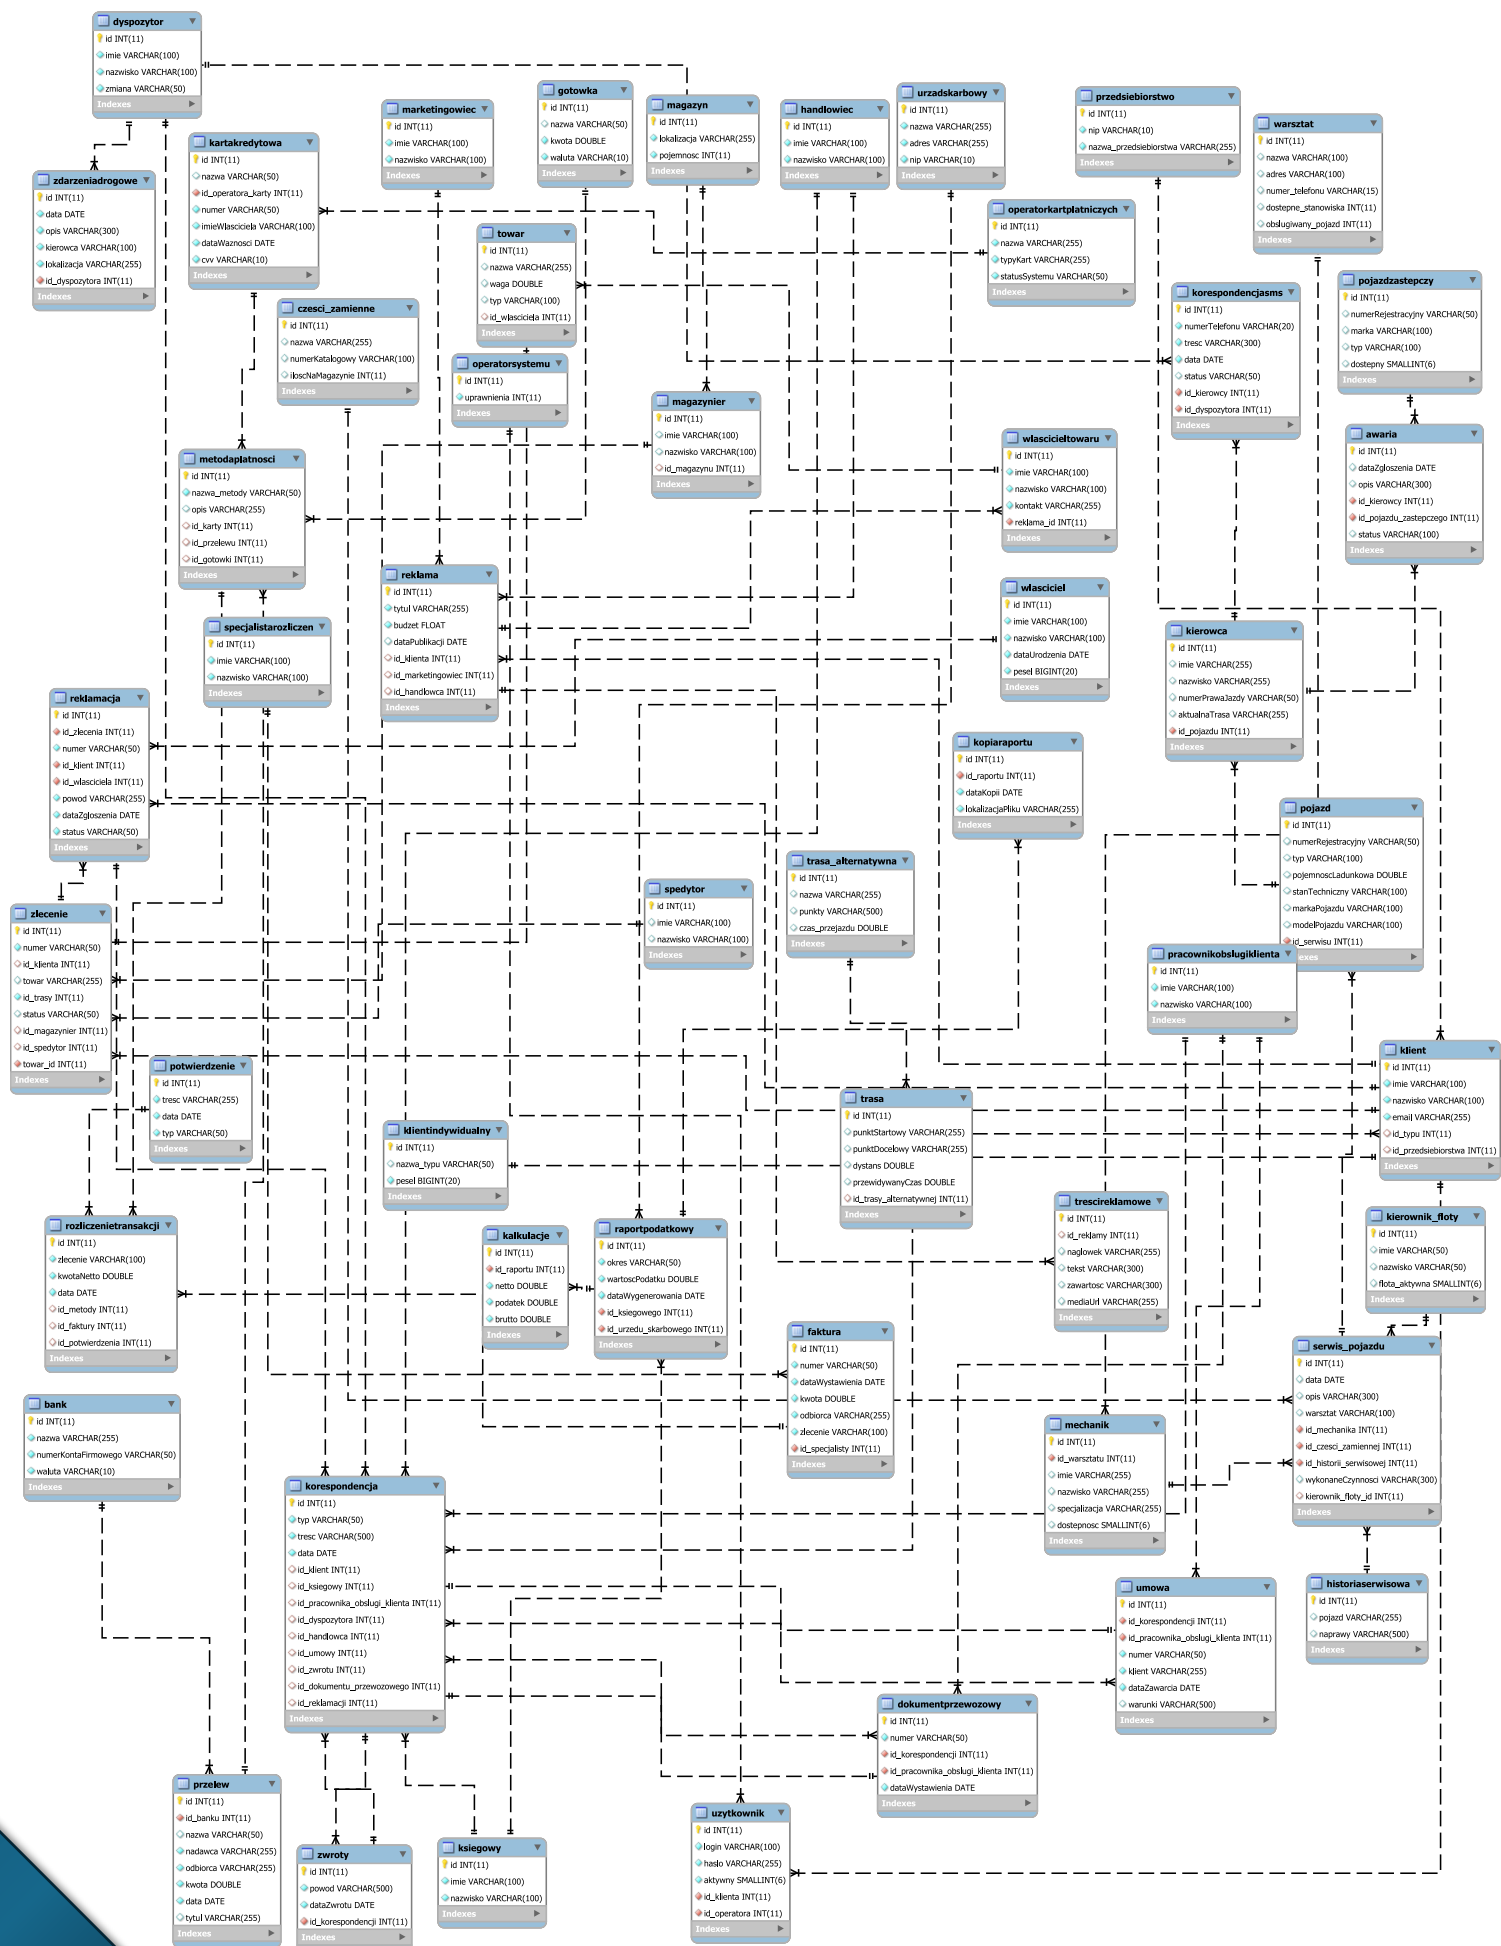 dyspozytor
id INT(11)
imie VARCHAR(100)
nazwisko VARCHAR(100)
zmiana VARCHAR(50)
Indexes
zdarzeniadrogowe
id INT(11)
data DATE
opis VARCHAR(300)
kierowca VARCHAR(100)
lokalizacja VARCHAR(255)
id_dyspozytora INT(11)
Indexes
kartakredytowa
id INT(11)
nazwa VARCHAR(50)
id_operatora_karty INT(11)
numer VARCHAR(50)
imieWlasciciela VARCHAR(100)
dataWaznosci DATE
cvv VARCHAR(10)
Indexes
marketingowiec
id INT(11)
imie VARCHAR(100)
nazwisko VARCHAR(100)
Indexes
gotowka
id INT(11)
nazwa VARCHAR(50)
kwota DOUBLE
waluta VARCHAR(10)
Indexes
magazyn
id INT(11)
lokalizacja VARCHAR(255)
pojemnosc INT(11)
Indexes
handlowiec
id INT(11)
imie VARCHAR(100)
nazwisko VARCHAR(100)
Indexes
urzadskarbowy
id INT(11)
nazwa VARCHAR(255)
adres VARCHAR(255)
nip VARCHAR(10)
Indexes
przedsiebiorstwo
id INT(11)
nip VARCHAR(10)
nazwa_przedsiebiorstwa VARCHAR(255)
Indexes
warsztat
id INT(11)
nazwa VARCHAR(100)
adres VARCHAR(100)
numer_telefonu VARCHAR(15)
dostepne_stanowiska INT(11)
obslugiwany_pojazd INT(11)
Indexes
operatorkartplatniczych
id INT(11)
nazwa VARCHAR(255)
typyKart VARCHAR(255)
statusSystemu VARCHAR(50)
Indexes
towar
id INT(11)
nazwa VARCHAR(255)
waga DOUBLE
typ VARCHAR(100)
id_wlasciciela INT(11)
Indexes
korespondencjasms
id INT(11)
numerTelefonu VARCHAR(20)
tresc VARCHAR(300)
data DATE
status VARCHAR(50)
id_kierowcy INT(11)
id_dyspozytora INT(11)
Indexes
pojazdzastepczy
id INT(11)
numerRejestracyjny VARCHAR(50)
marka VARCHAR(100)
typ VARCHAR(100)
dostepny SMALLINT(6)
Indexes
czesci_zamienne
id INT(11)
nazwa VARCHAR(255)
numerKatalogowy VARCHAR(100)
iloscNaMagazynie INT(11)
Indexes
operatorsystemu
id INT(11)
uprawnienia INT(11)
Indexes
magazynier
id INT(11)
imie VARCHAR(100)
nazwisko VARCHAR(100)
id_magazynu INT(11)
Indexes
wlascicieltowaru
id INT(11)
imie VARCHAR(100)
nazwisko VARCHAR(100)
kontakt VARCHAR(255)
reklama_id INT(11)
Indexes
awaria
id INT(11)
dataZgloszenia DATE
opis VARCHAR(300)
id_kierowcy INT(11)
id_pojazdu_zastepczego INT(11)
status VARCHAR(100)
Indexes
metodaplatnosci
id INT(11)
nazwa_metody VARCHAR(50)
opis VARCHAR(255)
id_karty INT(11)
id_przelewu INT(11)
id_gotowki INT(11)
Indexes
reklama
id INT(11)
tytul VARCHAR(255)
budzet FLOAT
dataPublikacji DATE
id_klienta INT(11)
id_marketingowiec INT(11)
id_handlowca INT(11)
Indexes
wlasciciel
id INT(11)
imie VARCHAR(100)
nazwisko VARCHAR(100)
dataUrodzenia DATE
pesel BIGINT(20)
Indexes
specjalistarozliczen
id INT(11)
imie VARCHAR(100)
nazwisko VARCHAR(100)
Indexes
kierowca
id INT(11)
imie VARCHAR(255)
nazwisko VARCHAR(255)
numerPrawaJazdy VARCHAR(50)
aktualnaTrasa VARCHAR(255)
id_pojazdu INT(11)
Indexes
reklamacja
id INT(11)
id_zlecenia INT(11)
numer VARCHAR(50)
id_klient INT(11)
id_wlasciciela INT(11)
powod VARCHAR(255)
dataZgloszenia DATE
status VARCHAR(50)
Indexes
kopiaraportu
id INT(11)
id_raportu INT(11)
dataKopii DATE
lokalizacjaPliku VARCHAR(255)
Indexes
pojazd
id INT(11)
numerRejestracyjny VARCHAR(50)
typ VARCHAR(100)
pojemnoscLadunkowa DOUBLE
stanTechniczny VARCHAR(100)
markaPojazdu VARCHAR(100)
modelPojazdu VARCHAR(100)
id_serwisu INT(11)
exes
trasa_alternatywna
id INT(11)
nazwa VARCHAR(255)
punkty VARCHAR(500)
czas_przejazdu DOUBLE
Indexes
spedytor
id INT(11)
imie VARCHAR(100)
nazwisko VARCHAR(100)
Indexes
zlecenie
id INT(11)
numer VARCHAR(50)
id_klienta INT(11)
towar VARCHAR(255)
id_trasy INT(11)
status VARCHAR(50)
id_magazynier INT(11)
id_spedytor INT(11)
towar_id INT(11)
Indexes
pracownikobslugiklienta
id INT(11)
imie VARCHAR(100)
nazwisko VARCHAR(100)
Indexes
klient
id INT(11)
imie VARCHAR(100)
nazwisko VARCHAR(100)
email VARCHAR(255)
id_typu INT(11)
id_przedsiebiorstwa INT(11)
Indexes
potwierdzenie
id INT(11)
tresc VARCHAR(255)
data DATE
typ VARCHAR(50)
Indexes
trasa
id INT(11)
punktStartowy VARCHAR(255)
punktDocelowy VARCHAR(255)
dystans DOUBLE
przewidywanyCzas DOUBLE
id_trasy_alternatywnej INT(11)
Indexes
klientindywidualny
id INT(11)
nazwa_typu VARCHAR(50)
pesel BIGINT(20)
Indexes
trescireklamowe
id INT(11)
id_reklamy INT(11)
naglowek VARCHAR(255)
tekst VARCHAR(300)
zawartosc VARCHAR(300)
mediaUrl VARCHAR(255)
Indexes
kierownik_floty
id INT(11)
imie VARCHAR(50)
nazwisko VARCHAR(50)
flota_aktywna SMALLINT(6)
Indexes
rozliczenietransakcji
id INT(11)
zlecenie VARCHAR(100)
kwotaNetto DOUBLE
data DATE
id_metody INT(11)
id_faktury INT(11)
id_potwierdzenia INT(11)
Indexes
kalkulacje
id INT(11)
id_raportu INT(11)
netto DOUBLE
podatek DOUBLE
brutto DOUBLE
Indexes
raportpodatkowy
id INT(11)
okres VARCHAR(50)
wartoscPodatku DOUBLE
dataWygenerowania DATE
id_ksiegowego INT(11)
id_urzedu_skarbowego INT(11)
Indexes
faktura
id INT(11)
numer VARCHAR(50)
dataWystawienia DATE
kwota DOUBLE
odbiorca VARCHAR(255)
zlecenie VARCHAR(100)
id_specjalisty INT(11)
Indexes
serwis_pojazdu
id INT(11)
data DATE
opis VARCHAR(300)
warsztat VARCHAR(100)
id_mechanika INT(11)
id_czesci_zamiennej INT(11)
id_historii_serwisowej INT(11)
wykonaneCzynnosci VARCHAR(300)
kierownik_floty_id INT(11)
Indexes
bank
id INT(11)
nazwa VARCHAR(255)
numerKontaFirmowego VARCHAR(50)
waluta VARCHAR(10)
Indexes
mechanik
id INT(11)
id_warsztatu INT(11)
imie VARCHAR(255)
nazwisko VARCHAR(255)
specjalizacja VARCHAR(255)
dostepnosc SMALLINT(6)
Indexes
korespondencja
id INT(11)
typ VARCHAR(50)
tresc VARCHAR(500)
data DATE
id_klient INT(11)
id_ksiegowy INT(11)
id_pracownika_obslugi_klienta INT(11)
id_dyspozytora INT(11)
id_handlowca INT(11)
id_umowy INT(11)
id_zwrotu INT(11)
id_dokumentu_przewozowego INT(11)
id_reklamacji INT(11)
Indexes
umowa
id INT(11)
id_korespondencji INT(11)
id_pracownika_obslugi_klienta INT(11)
numer VARCHAR(50)
klient VARCHAR(255)
dataZawarcia DATE
warunki VARCHAR(500)
Indexes
historiaserwisowa
id INT(11)
pojazd VARCHAR(255)
naprawy VARCHAR(500)
Indexes
dokumentprzewozowy
id INT(11)
numer VARCHAR(50)
id_korespondencji INT(11)
id_pracownika_obslugi_klienta INT(11)
dataWystawienia DATE
Indexes
przelew
id INT(11)
id_banku INT(11)
nazwa VARCHAR(50)
nadawca VARCHAR(255)
odbiorca VARCHAR(255)
kwota DOUBLE
data DATE
tytul VARCHAR(255)
Indexes
zwroty
id INT(11)
powod VARCHAR(500)
dataZwrotu DATE
id_korespondencji INT(11)
Indexes
ksiegowy
id INT(11)
imie VARCHAR(100)
nazwisko VARCHAR(100)
Indexes
uzytkownik
id INT(11)
login VARCHAR(100)
haslo VARCHAR(255)
aktywny SMALLINT(6)
id_klienta INT(11)
id_operatora INT(11)
Indexes